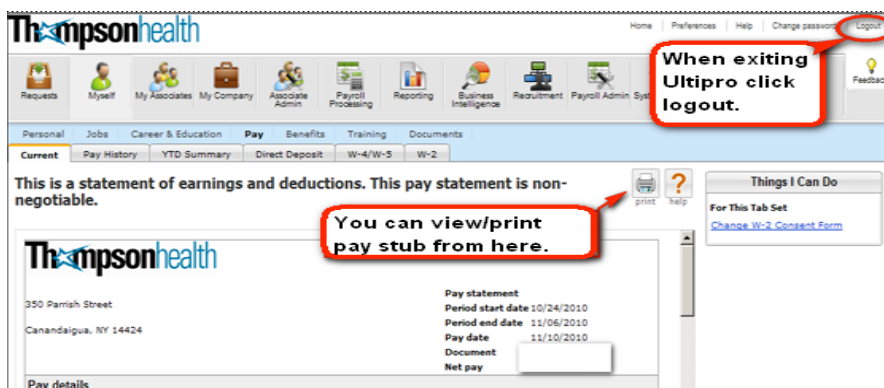 Thompsonhealth
Home Preferences Help Change password Logout
When exiting
Ultipro click
logout.
Requests Myself My Associates My Company Associate Admin Payroll Processing Reporting Business Intelligence Recruitment Payroll Admin
Personal Jobs Career & Education Pay Benefits Training Documents
Current Pay History YTD Summary Direct Deposit W-4/W-5 W-2
This is a statement of earnings and deductions. This pay statement is non-
negotiable.
print help
Things I Can Do
For This Tab Set
Change W-2 Consent Form
You can view/print
pay stub from here.
Thompsonhealth
350 Parrish Street
Canandaigua, NY 14424
Pay statement
Period start date 10/24/2010
Period end date 11/06/2010
Pay date 11/10/2010
Document
Net pay
Pay details